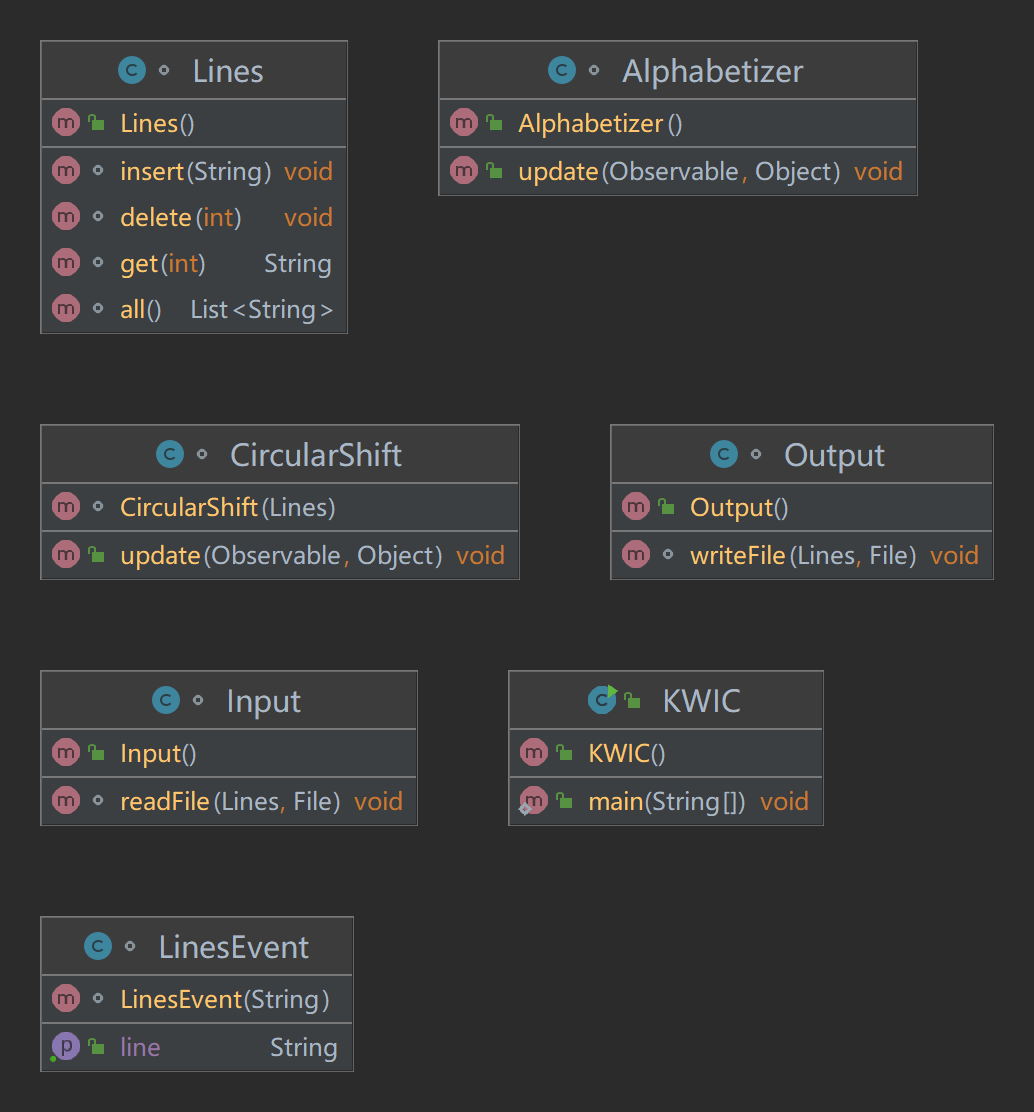 Lines
Lines()
insert(String) void
delete(int) void
get(int) String
all() List<String>
Alphabetizer
Alphabetizer()
update(Observable, Object) void
CircularShift
CircularShift(Lines)
update(Observable, Object) void
Output
Output()
writeFile(Lines, File) void
Input
Input()
readFile(Lines, File) void
KWIC
KWIC()
main(String[]) void
LinesEvent
LinesEvent(String)
line String